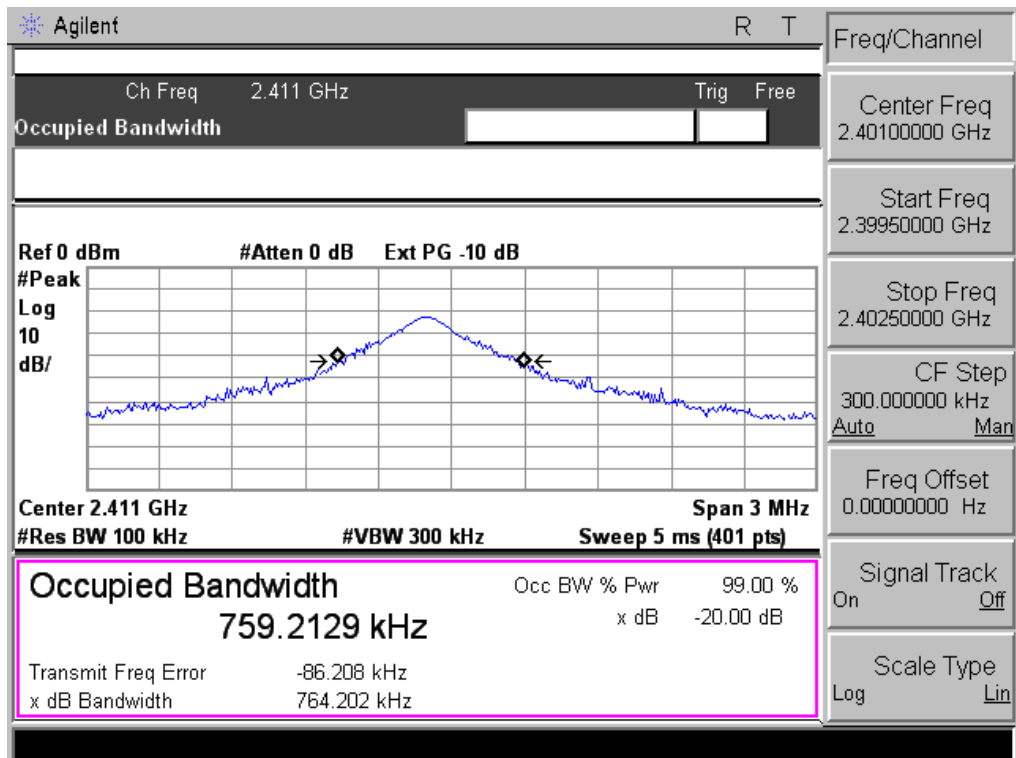 Agilent R T
Ch Freq 2.411 GHz Trig Free
Occupied Bandwidth
Ref 0 dBm #Atten 0 dB Ext PG -10 dB
#Peak
Log
10
dB/
Center 2.411 GHz Span 3 MHz
#Res BW 100 kHz #VBW 300 kHz Sweep 5 ms (401 pts)
Occupied Bandwidth
759.2129 kHz
Occ BW % Pwr 99.00 %
x dB -20.00 dB
Transmit Freq Error -86.208 kHz
x dB Bandwidth 764.202 kHz
Freq/Channel
Center Freq
2.40100000 GHz
Start Freq
2.39950000 GHz
Stop Freq
2.40250000 GHz
CF Step
300.000000 kHz
Auto Man
Freq Offset
0.00000000 Hz
Signal Track
On Off
Scale Type
Log Lin